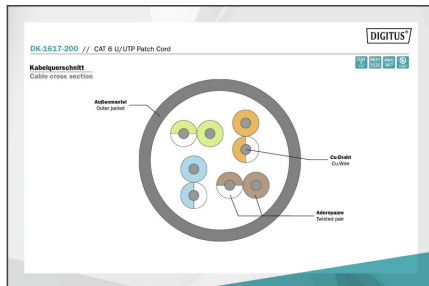 DIGITUS®
DK-1617-200 // CAT 6 U/UTP Patch Cord
Kabelquerschnitt
Cable cross section
Außenmantel
Outer jacket
Cu-Draht
Cu-Wire
Aderpaare
Twisted pair